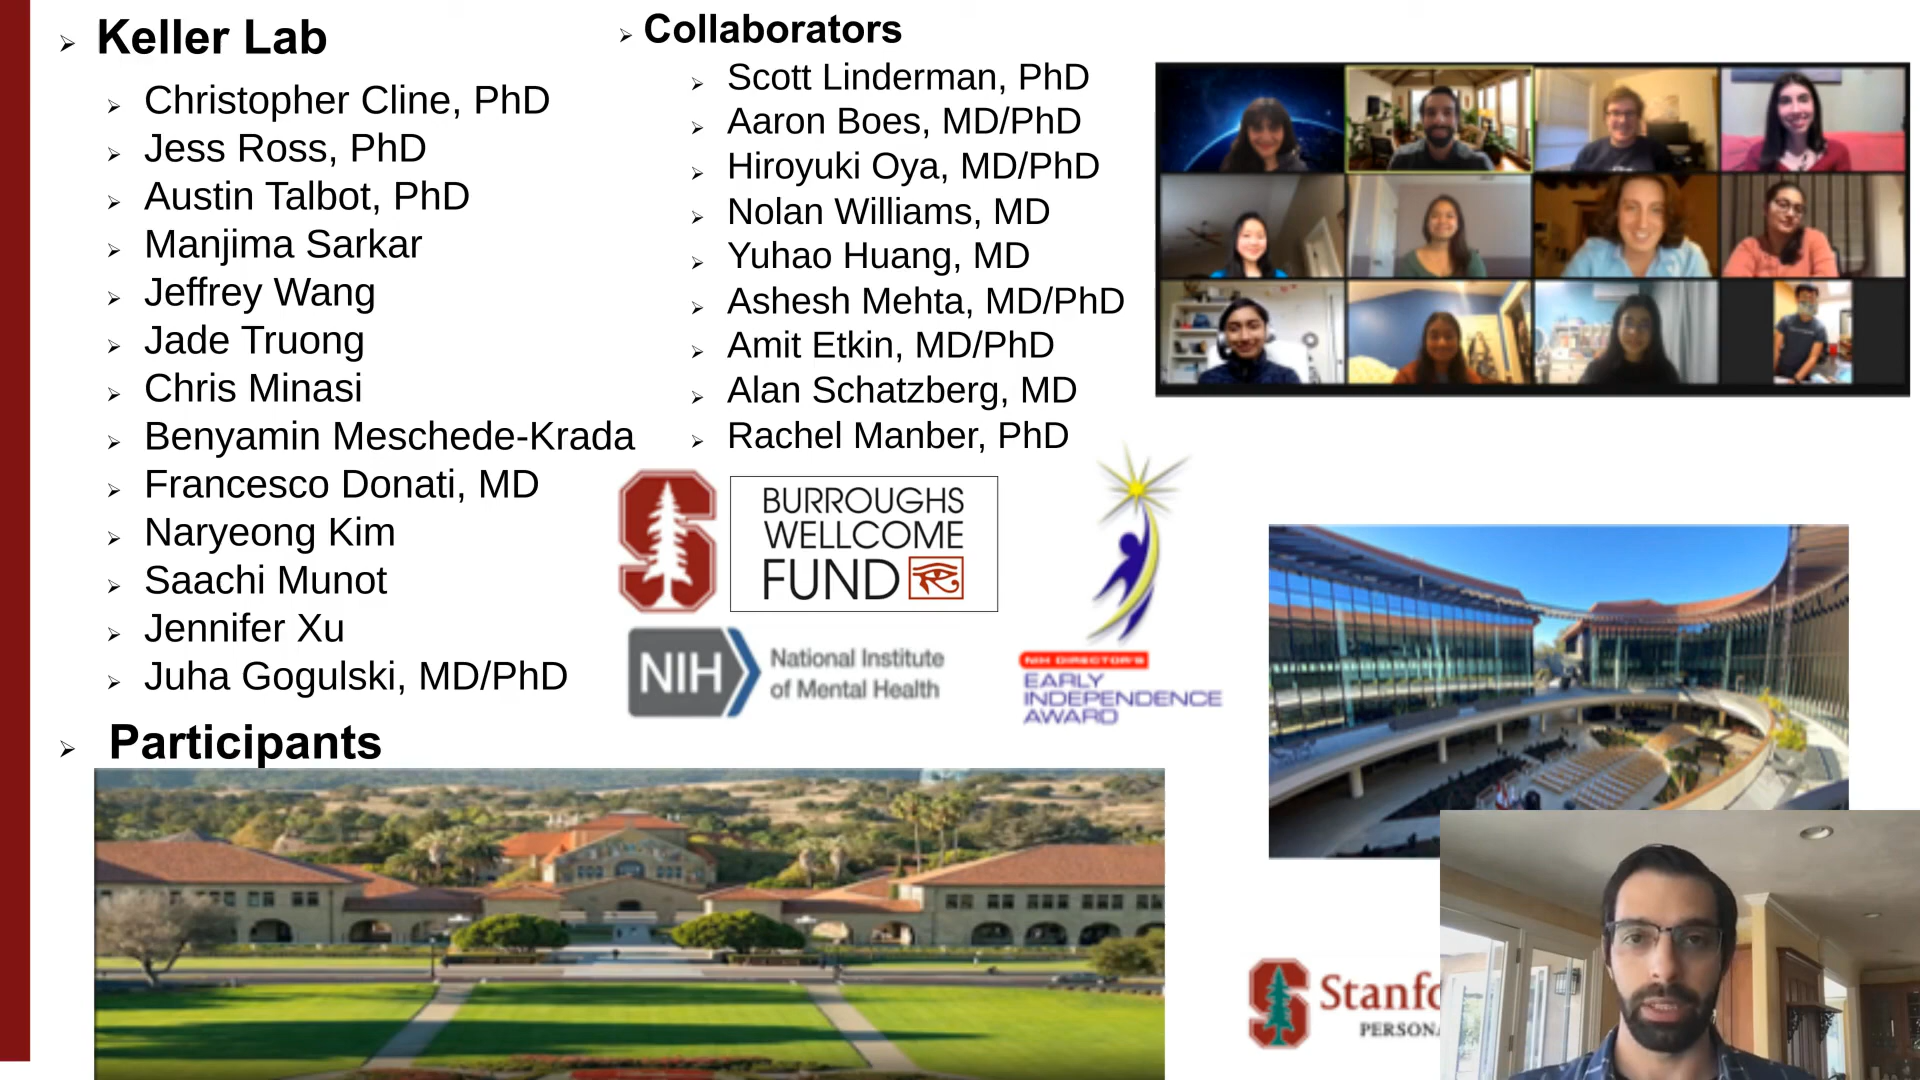 Keller Lab
Christopher Cline, PhD
Jess Ross, PhD
Austin Talbot, PhD
Manjima Sarkar
Jeffrey Wang
Jade Truong
Chris Minasi
Benyamin Meschede-Krada
Francesco Donati, MD
Naryeong Kim
Saachi Munot
Jennifer Xu
Juha Gogulski, MD/PhD
Participants
Collaborators
Scott Linderman, PhD
Aaron Boes, MD/PhD
Hiroyuki Oya, MD/PhD
Nolan Williams, MD
Yuhao Huang, MD
Ashesh Mehta, MD/PhD
Amit Etkin, MD/PhD
Alan Schatzberg, MD
Rachel Manber, PhD
BURROUGHS
WELLCOME
FUND
NIH
National Institute
of Mental Health
NIH DIRECTOR'S
EARLY
INDEPENDENCE
AWARD
Stanfo
PERSONA